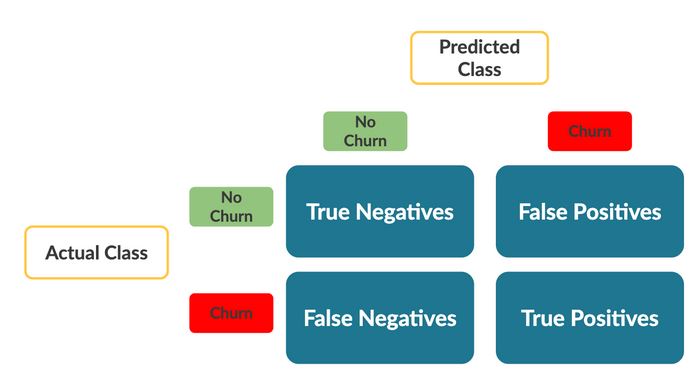 Predicted
Class
No
Churn
Churn
No
Churn
True Negatives
False Positives
Actual Class
Churn
False Negatives
True Positives